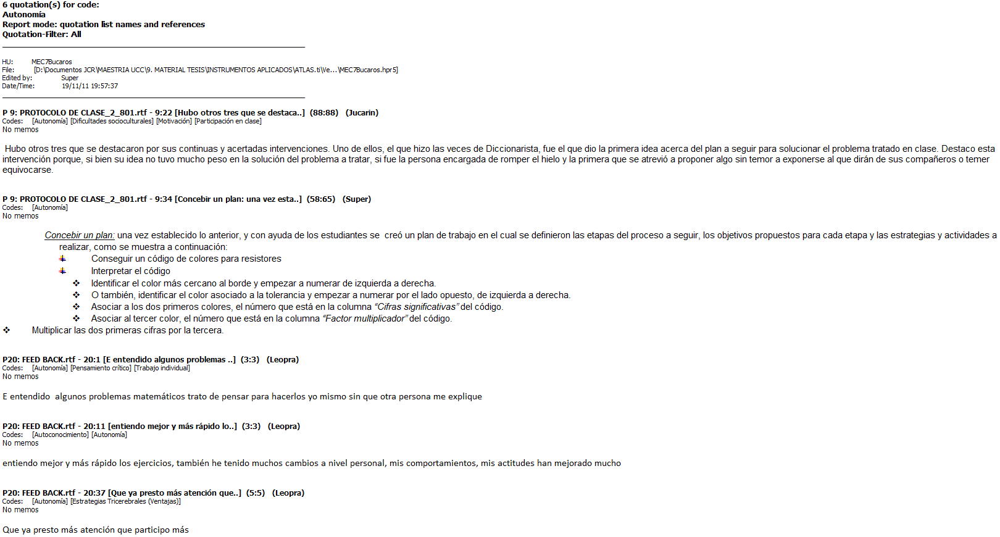 6 quotation(s) for code:
Autonomía
Report mode: quotation list names and references
Quotation-Filter: All
HU: MEC7Bucaros
File: [D:\Documentos JCR\MAESTRIA UCC\9. MATERIAL TESIS\INSTRUMENTOS APLICADOS\ATLAS.ti\Ve...\MEC7Bucaros.hpr5]
Edited by: Super
Date/Time: 19/11/11 19:57:37
P 9: PROTOCOLO DE CLASE_2_801.rtf - 9:22 [Hubo otros tres que se destaca..] (88:88) (Jucarin)
Codes: [Autonomía] [Dificultades socioculturales] [Motivación] [Participación en clase]
No memos
Hubo otros tres que se destacaron por sus continuas y acertadas intervenciones. Uno de ellos, el que hizo las veces de Diccionarista, fue el que dio la primera idea acerca del plan a seguir para solucionar el problema tratado en clase. Destaco esta
intervención porque, si bien su idea no tuvo mucho peso en la solución del problema a tratar, si fue la persona encargada de romper el hielo y la primera que se atrevió a proponer algo sin temor a exponerse al que dirán de sus compañeros o temer
equivocarse.
P 9: PROTOCOLO DE CLASE_2_801.rtf - 9:34 [Concebir un plan: una vez esta..] (58:65) (Super)
Codes: [Autonomía]
No memos
Concebir un plan: una vez establecido lo anterior, y con ayuda de los estudiantes se creó un plan de trabajo en el cual se definieron las etapas del proceso a seguir, los objetivos propuestos para cada etapa y las estrategias y actividades a
realizar, como se muestra a continuación:
Conseguir un código de colores para resistores
Interpretar el código
❖ Identificar el color más cercano al borde y empezar a numerar de izquierda a derecha.
❖ O también, identificar el color asociado a la tolerancia y empezar a numerar por el lado opuesto, de izquierda a derecha.
❖ Asociar a los dos primeros colores, el número que está en la columna “Cifras significativas” del código.
❖ Asociar al tercer color, el número que está en la columna “Factor multiplicador” del código.
❖ Multiplicar las dos primeras cifras por la tercera.
P20: FEED BACK.rtf - 20:1 [E entendido algunos problemas ..] (3:3) (Leopra)
Codes: [Autonomía] [Pensamiento crítico] [Trabajo individual]
No memos
E entendido algunos problemas matemáticos trato de pensar para hacerlos yo mismo sin que otra persona me explique
P20: FEED BACK.rtf - 20:11 [entiendo mejor y más rápido lo..] (3:3) (Leopra)
Codes: [Autoconocimiento] [Autonomía]
No memos
entiendo mejor y más rápido los ejercicios, también he tenido muchos cambios a nivel personal, mis comportamientos, mis actitudes han mejorado mucho
P20: FEED BACK.rtf - 20:37 [Que ya presto más atención que..] (5:5) (Leopra)
Codes: [Autonomía] [Estrategias Tricerebrales (Ventajas)]
No memos
Que ya presto más atención que participo más